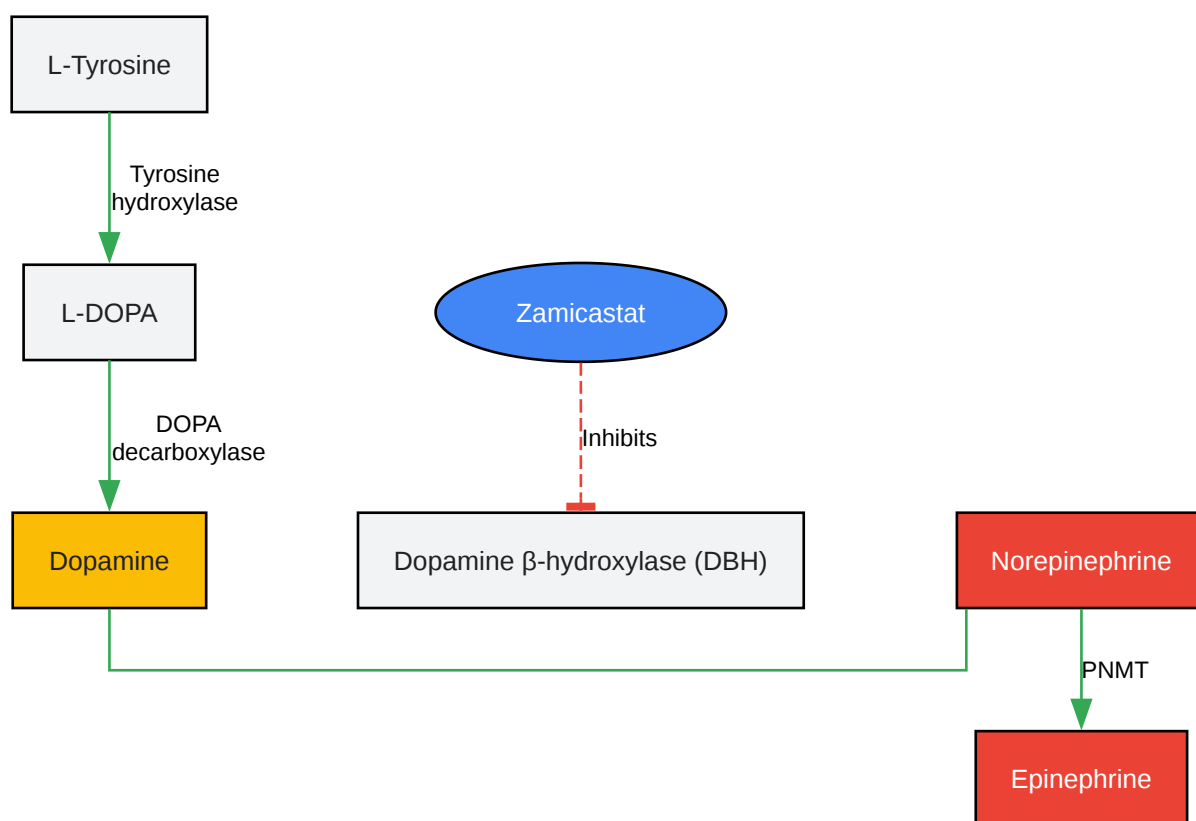 L-Tyrosine
Tyrosine
hydroxylase
L-DOPA
Zamicastat
DOPA
decarboxylase
Inhibits
Dopamine
Dopamine β-hydroxylase (DBH)
Norepinephrine
PNMT
Epinephrine